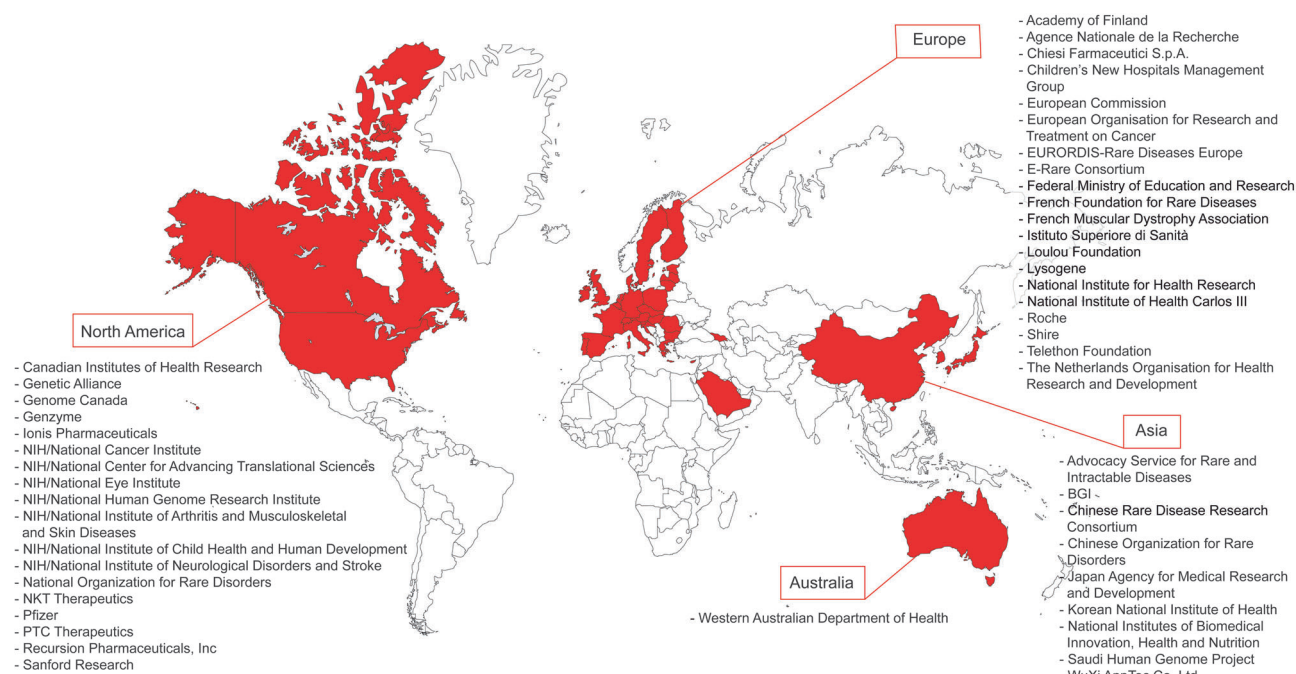 Europe
- Academy of Finland
- Agence Nationale de la Recherche
- Chiesi Farmaceutici S.p.A.
- Children's New Hospitals Management
Group
- European Commission
- European Organisation for Research and
Treatment on Cancer
- EURORDIS-Rare Diseases Europe
- E-Rare Consortium
- Federal Ministry of Education and Research
- French Foundation for Rare Diseases
- French Muscular Dystrophy Association
- Istituto Superiore di Sanità
- Loulou Foundation
- Lysogene
- National Institute for Health Research
- National Institute of Health Carlos III
- Roche
- Shire
- Telethon Foundation
- The Netherlands Organisation for Health
Research and Development
North America
- Canadian Institutes of Health Research
- Genetic Alliance
- Genome Canada
- Genzyme
- Ionis Pharmaceuticals
- NIH/National Cancer Institute
- NIH/National Center for Advancing Translational Sciences
- NIH/National Eye Institute
- NIH/National Human Genome Research Institute
- NIH/National Institute of Arthritis and Musculoskeletal
and Skin Diseases
- NIH/National Institute of Child Health and Human Development
- NIH/National Institute of Neurological Disorders and Stroke
- National Organization for Rare Disorders
- NKT Therapeutics
- Pfizer
- PTC Therapeutics
- Recursion Pharmaceuticals, Inc
- Sanford Research
Australia
- Western Australian Department of Health
Asia
- Advocacy Service for Rare and
Intractable Diseases
- BGI
- Chinese Rare Disease Research
Consortium
- Chinese Organization for Rare
Disorders
- Japan Agency for Medical Research
and Development
- Korean National Institute of Health
- National Institutes of Biomedical
Innovation, Health and Nutrition
- Saudi Human Genome Project
- WuXi AppTec Co. Ltd